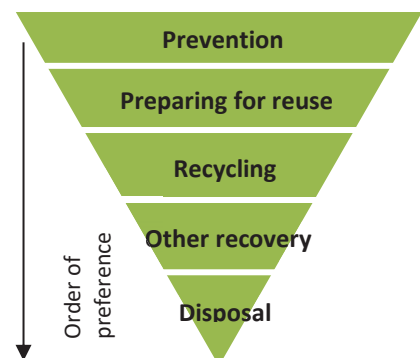 Prevention
Preparing for reuse
Recycling
Other recovery
Disposal
Order of
preference